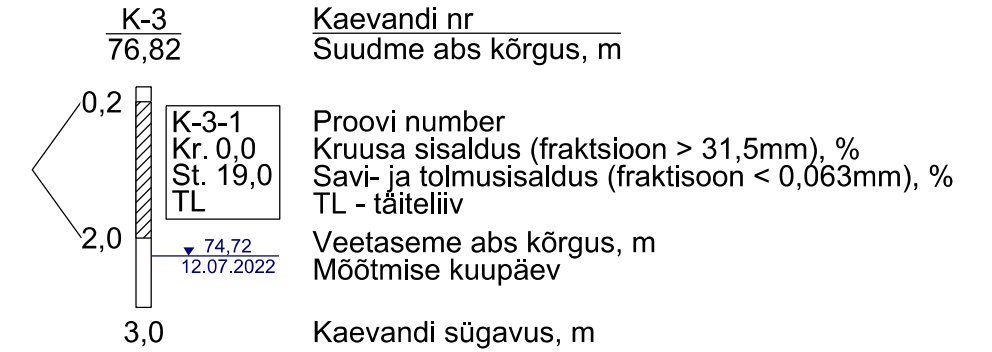 K-3 Kaevandi nr
76,82 Suudme abs kõrgus, m
0,2
K-3-1 Proovi number
Kr. 0,0 Kruusa sisaldus (fraktsioon > 31,5mm), %
St. 19,0 Savi- ja tolmusisaldus (fraktisoon < 0,063mm), %
TL TL - täiteliiv
2,0 74,72 Veetaseme abs kõrgus, m
12.07.2022 Mõõtmise kuupäev
3,0 Kaevandi sügavus, m